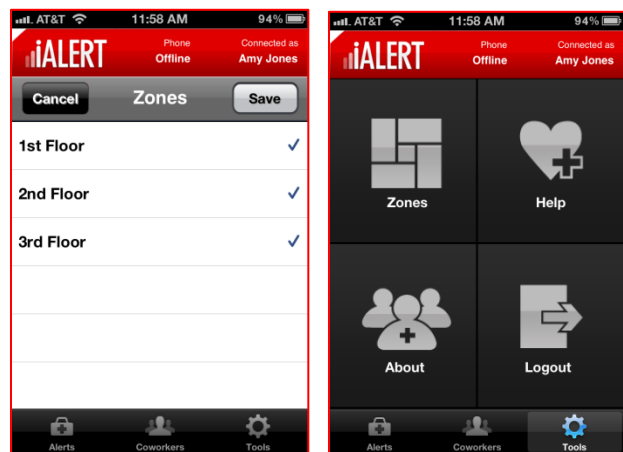 AT&T 11:58 AM 94%
iALERT Phone Offline Connected as Amy Jones
Cancel Zones Save
1st Floor
2nd Floor
3rd Floor
Alerts Coworkers Tools
AT&T 11:58 AM 94%
iALERT Phone Offline Connected as Amy Jones
Zones Help
About Logout
Alerts Coworkers Tools